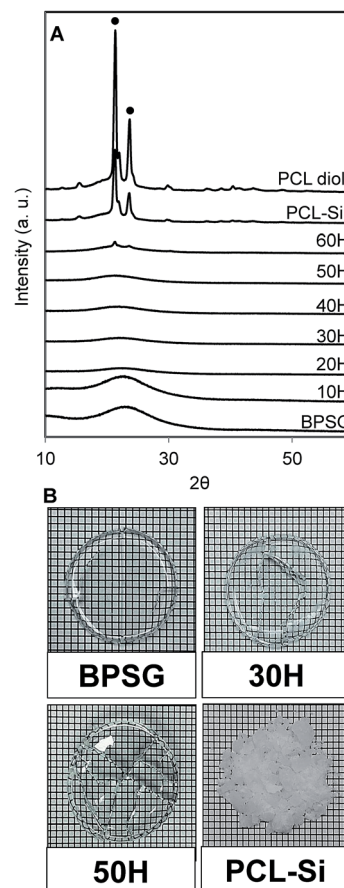 A
PCL diol
PCL-Si
60H
50H
40H
30H
20H
10H
BPSG
Intensity (a. u.)
10
30
50
2θ
B
BPSG
30H
50H
PCL-Si